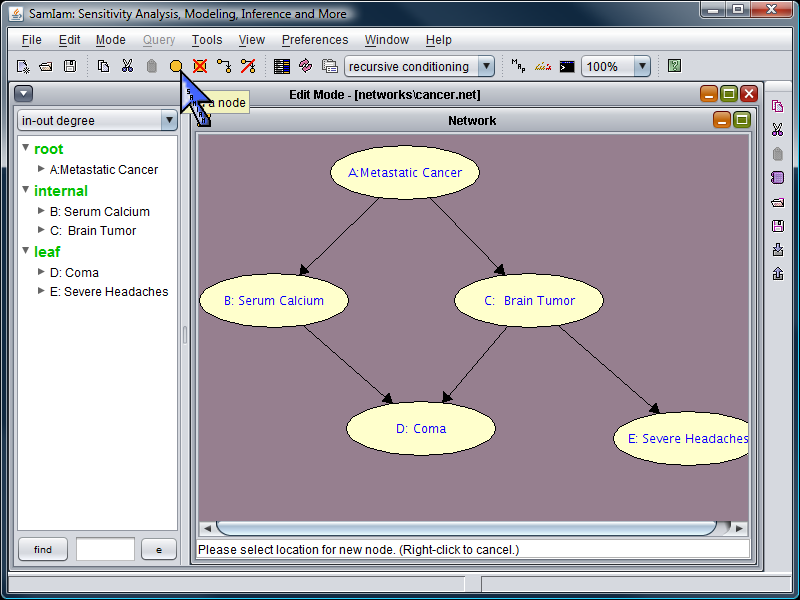 SamIam: Sensitivity Analysis, Modeling, Inference and More
File Edit Mode Query Tools View Preferences Window Help
recursive conditioning
MAP
100%
a node
Edit Mode - [networks\cancer.net]
in-out degree
Network
root
A:Metastatic Cancer
internal
B: Serum Calcium
C: Brain Tumor
leaf
D: Coma
E: Severe Headaches
A:Metastatic Cancer
B: Serum Calcium
C: Brain Tumor
D: Coma
E: Severe Headaches
find
e
Please select location for new node. (Right-click to cancel.)